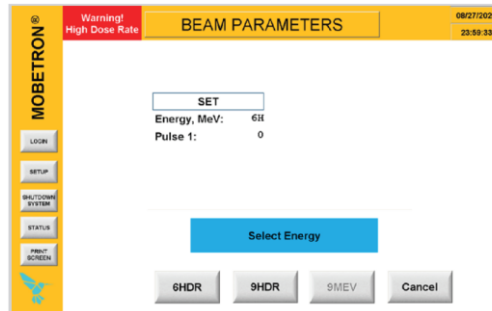 MOBETRON®
Warning!
High Dose Rate
BEAM PARAMETERS
08/27/202
23:59:33
SET
Energy, MeV: 6H
Pulse 1: 0
LOGIN
SETUP
SHUTDOWN
SYSTEM
STATUS
PRINT
SCREEN
Select Energy
6HDR 9HDR 9MEV Cancel